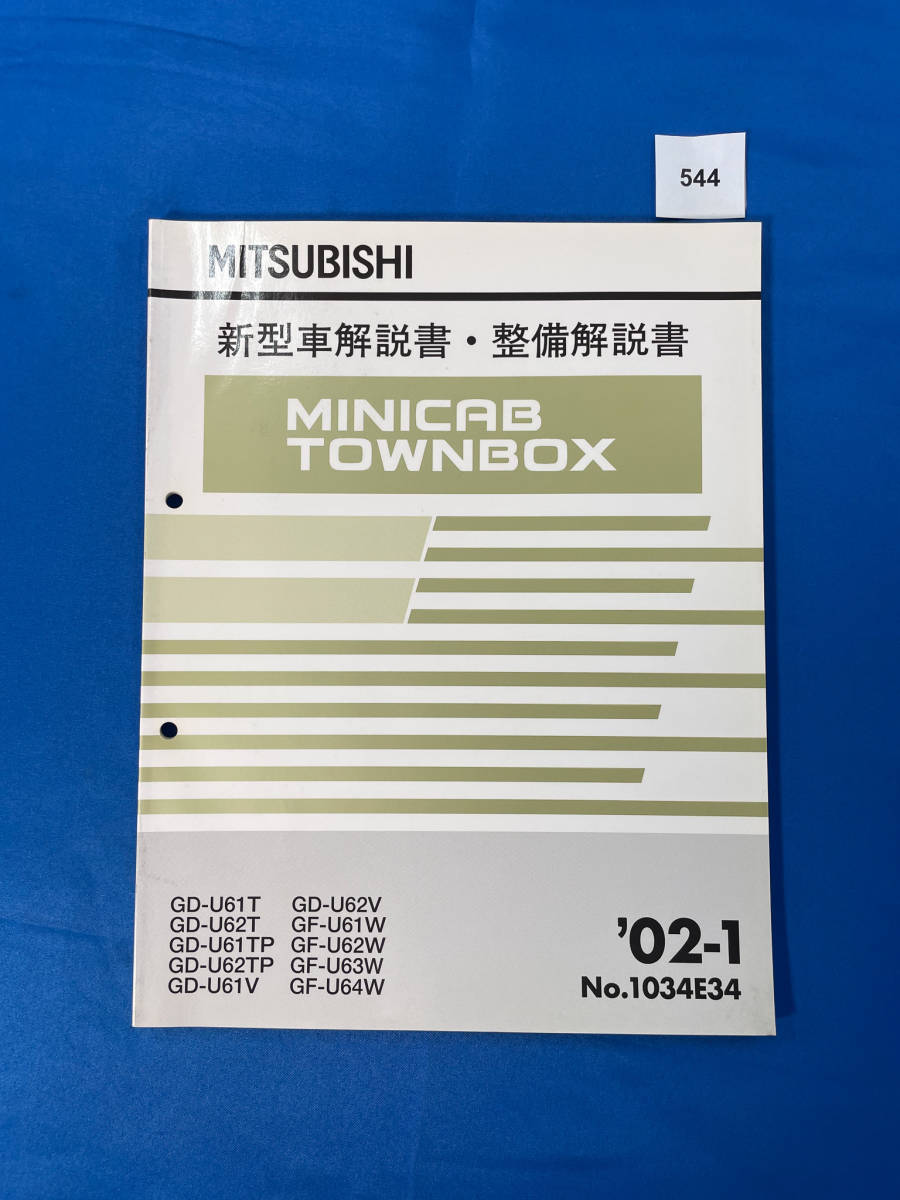 544
MITSUBISHI
新型車解説書・整備解説書
MINICAB
TOWNBOX
GD-U61T GD-U62V
GD-U62T GF-U61W
GD-U61TP GF-U62W
GD-U62TP GF-U63W
GD-U61V GF-U64W
'02-1
No.1034E34